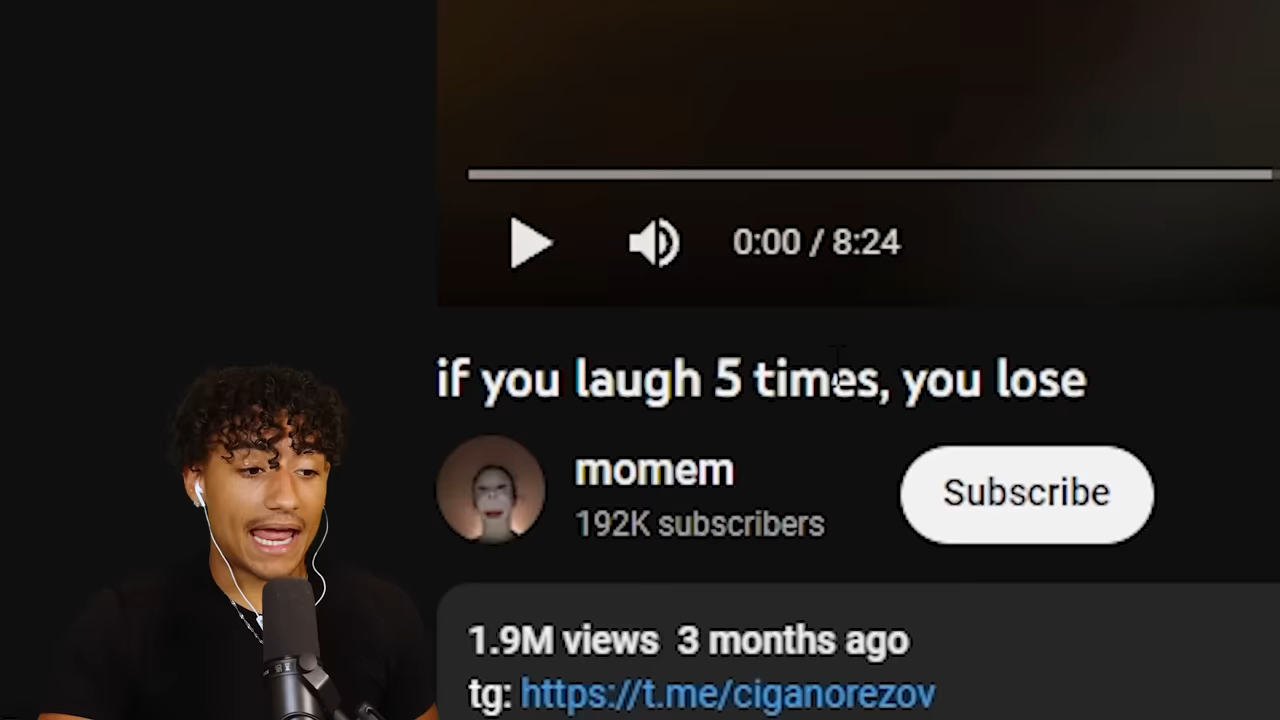 0:00 / 8:24
if you laugh 5 times, you lose
momem
Subscribe
192K subscribers
1.9M views 3 months ago
tg: https://t.me/ciganorezov